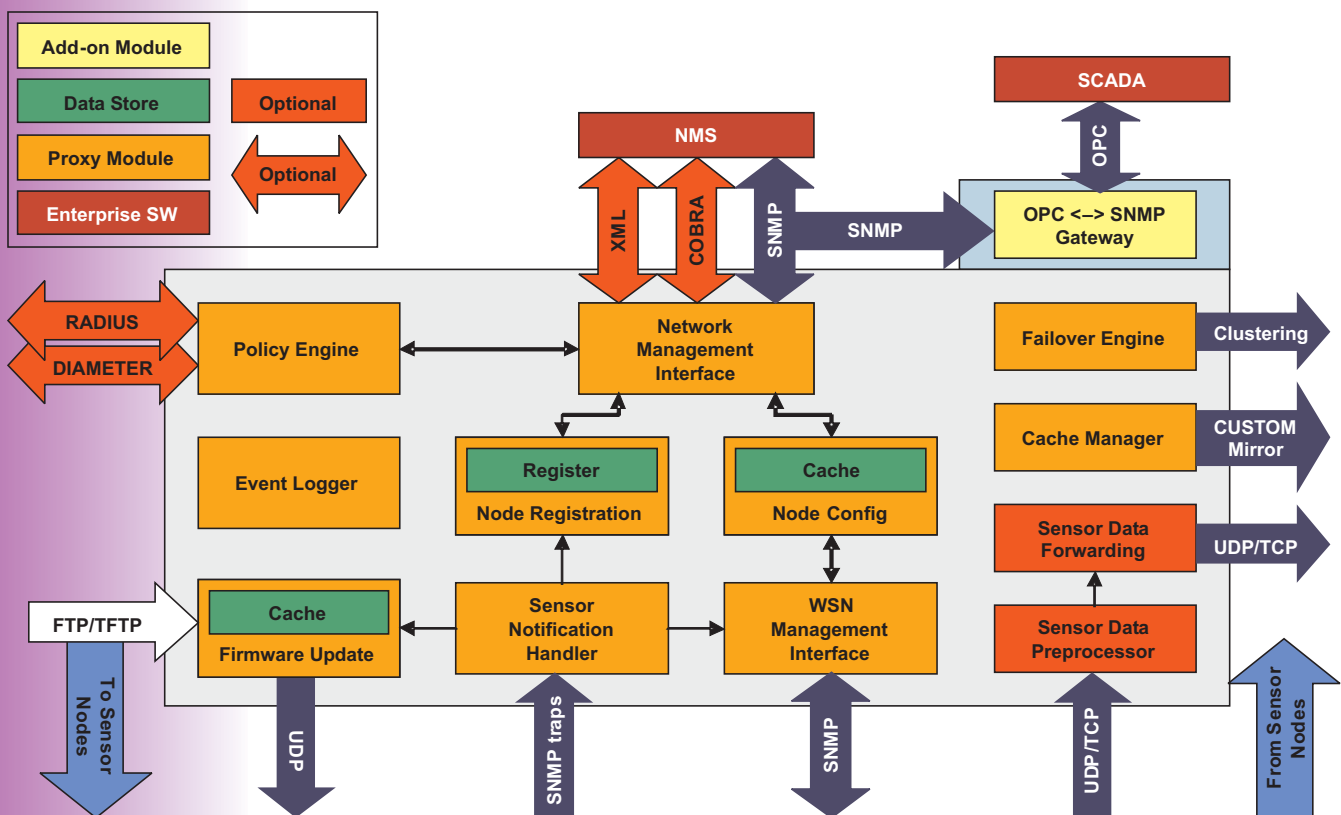 Add-on Module
Data Store
Optional
Proxy Module
Optional
Enterprise SW
SCADA
NMS
OPC
XML
COBRA
SNMP
SNMP
OPC <–> SNMP
Gateway
RADIUS
DIAMETER
Policy Engine
Network
Management
Interface
Failover Engine
Clustering
Event Logger
Register
Node Registration
Cache
Node Config
Cache Manager
CUSTOM
Mirror
Sensor Data
Forwarding
UDP/TCP
FTP/TFTP
Cache
Firmware Update
Sensor
Notification
Handler
WSN
Management
Interface
Sensor Data
Preprocessor
To Sensor
Nodes
UDP
SNMP traps
SNMP
UDP/TCP
From Sensor
Nodes